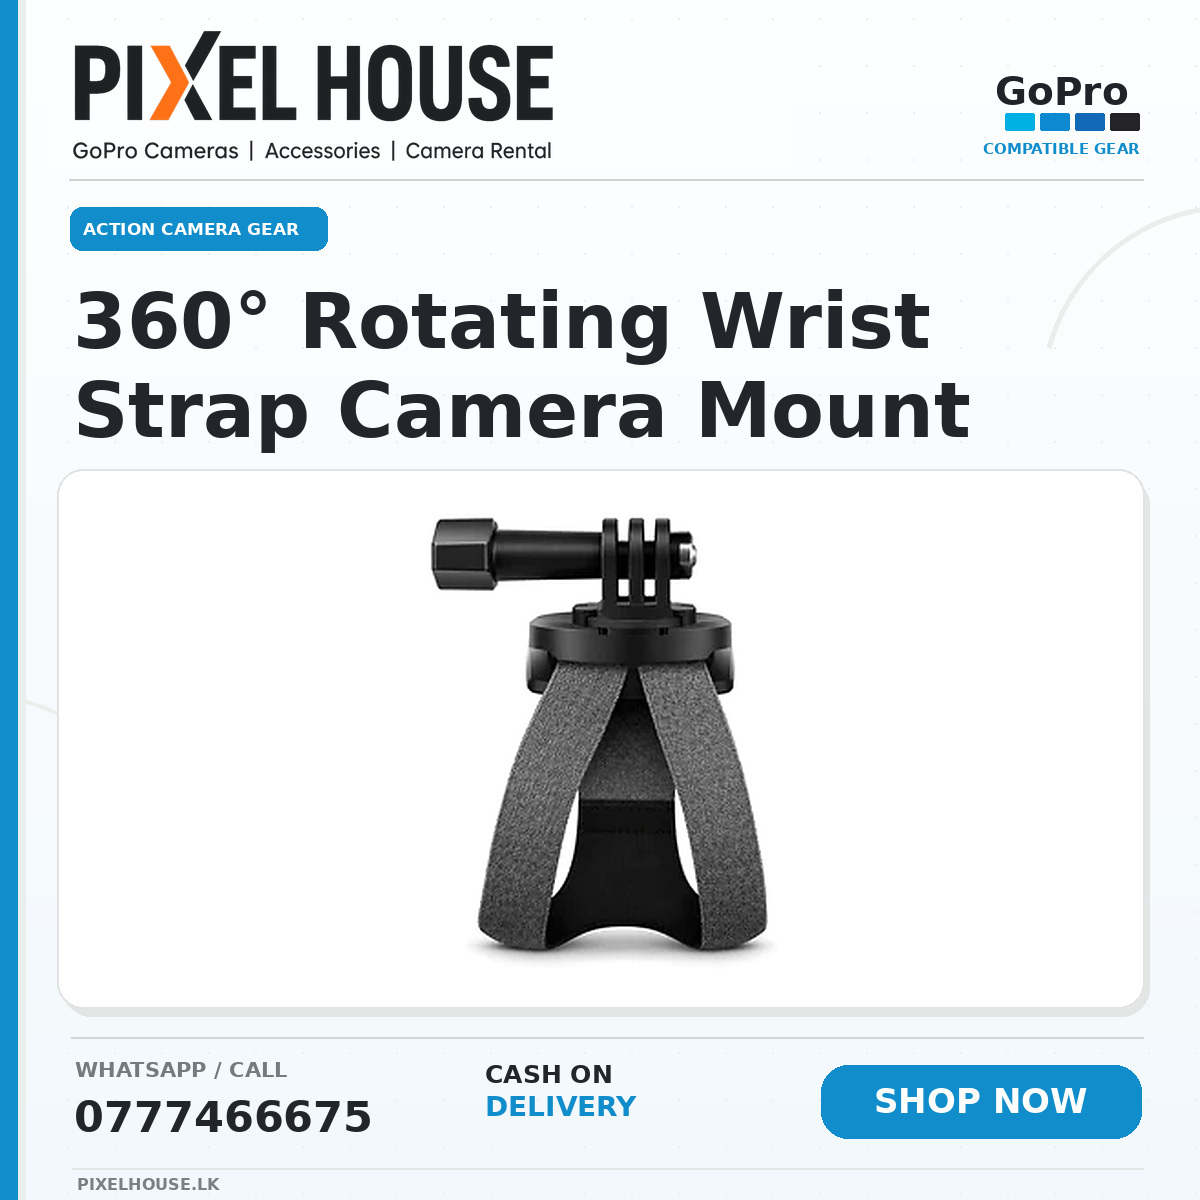 PIXEL HOUSE
GoPro Cameras | Accessories | Camera Rental
GoPro
COMPATIBLE GEAR
ACTION CAMERA GEAR
360° Rotating Wrist
Strap Camera Mount
WHATSAPP / CALL
0777466675
CASH ON
DELIVERY
SHOP NOW
PIXELHOUSE.LK